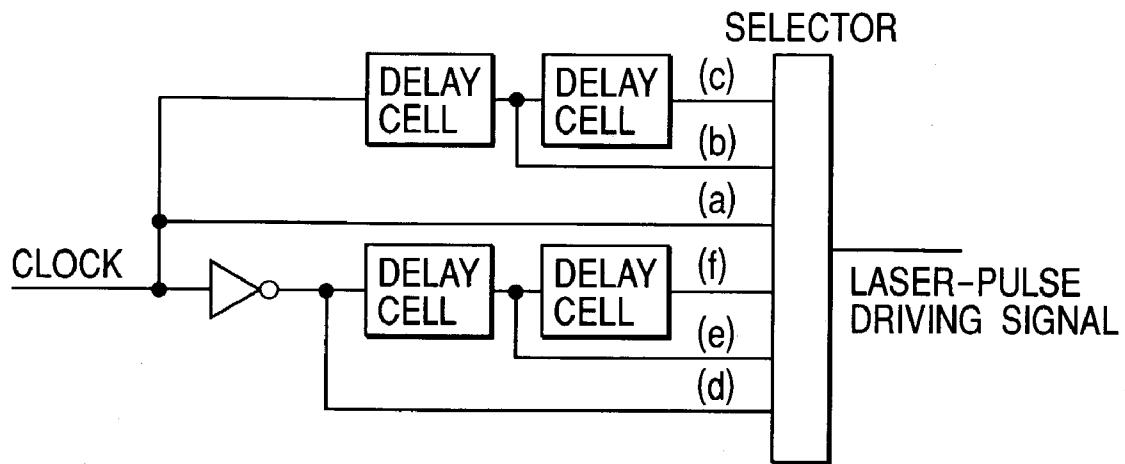 SELECTOR
DELAY
CELL
DELAY
CELL
(c)
(b)
(a)
CLOCK
DELAY
CELL
DELAY
CELL
(f)
(e)
(d)
LASER-PULSE
DRIVING SIGNAL